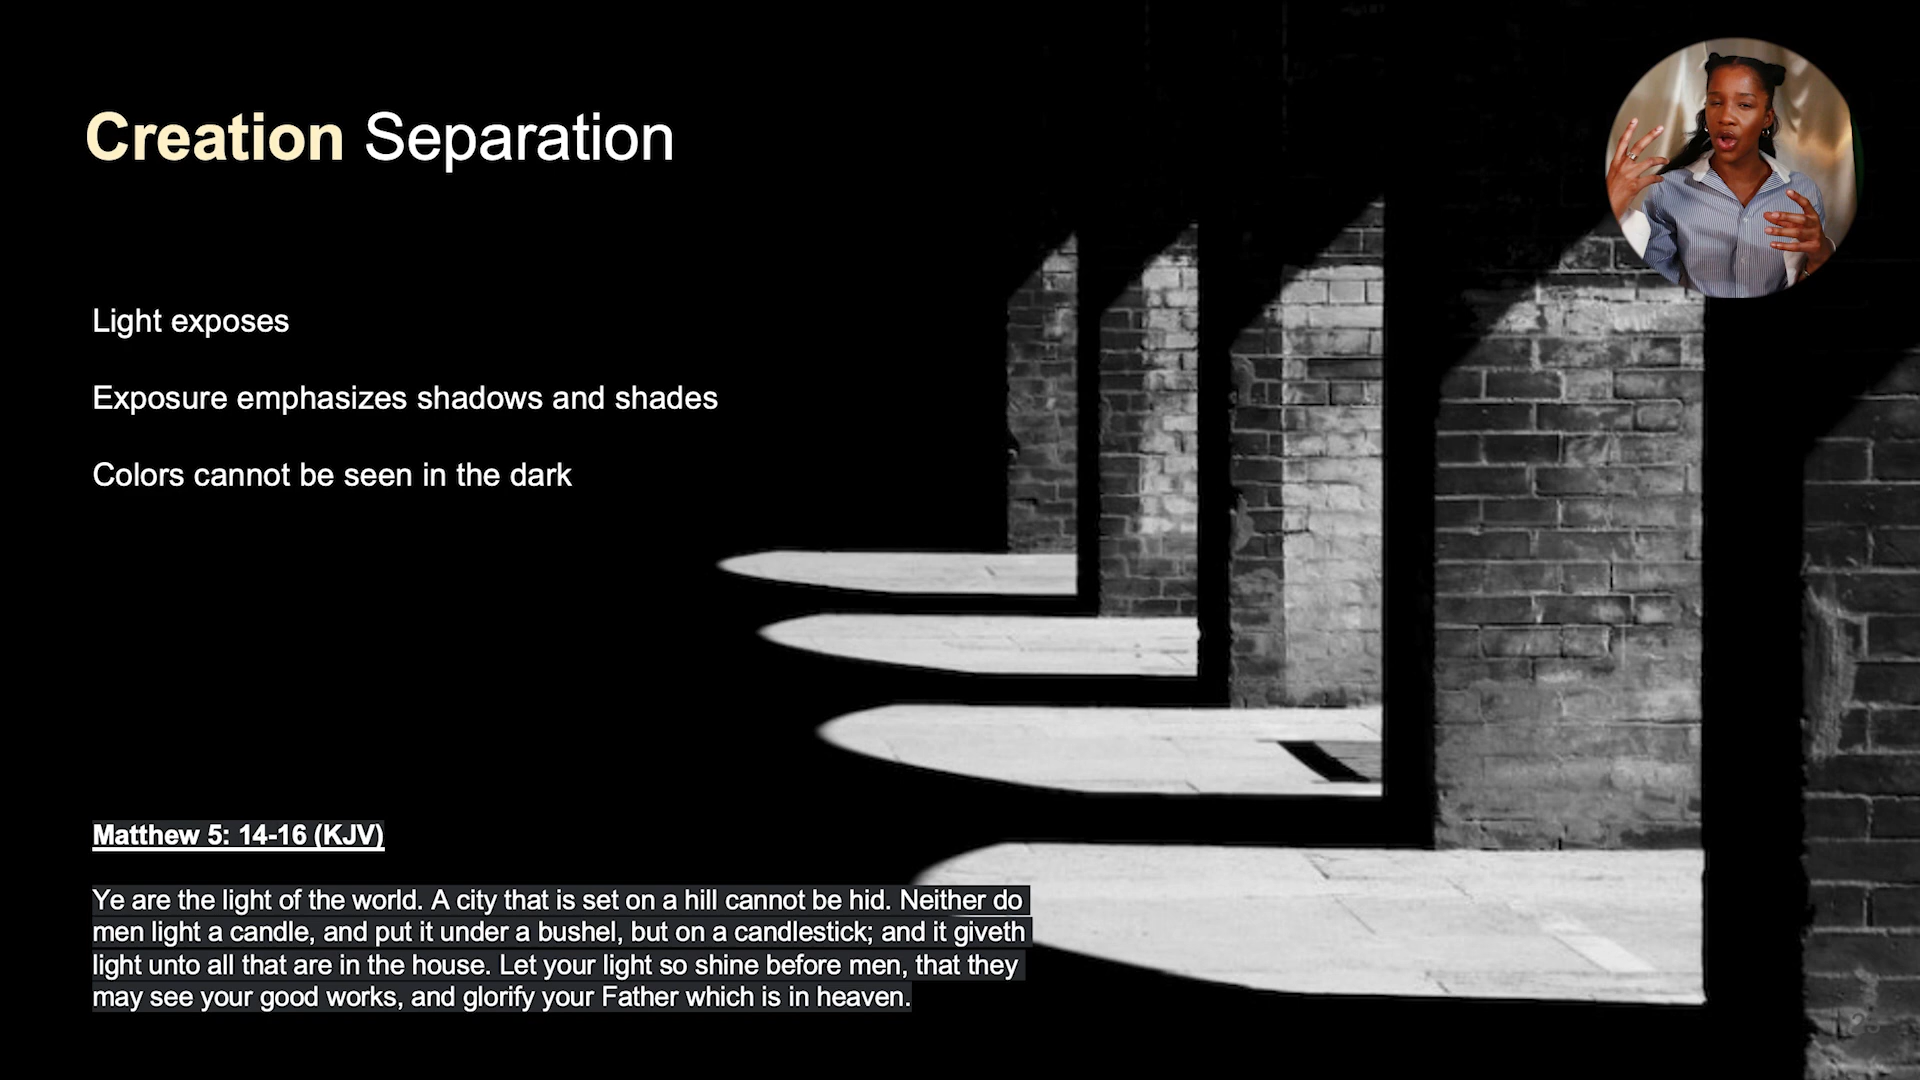 Creation Separation
Light exposes
Exposure emphasizes shadows and shades
Colors cannot be seen in the dark
Matthew 5: 14-16 (KJV)
Ye are the light of the world. A city that is set on a hill cannot be hid. Neither do
men light a candle, and put it under a bushel, but on a candlestick; and it giveth
light unto all that are in the house. Let your light so shine before men, that they
may see your good works, and glorify your Father which is in heaven.